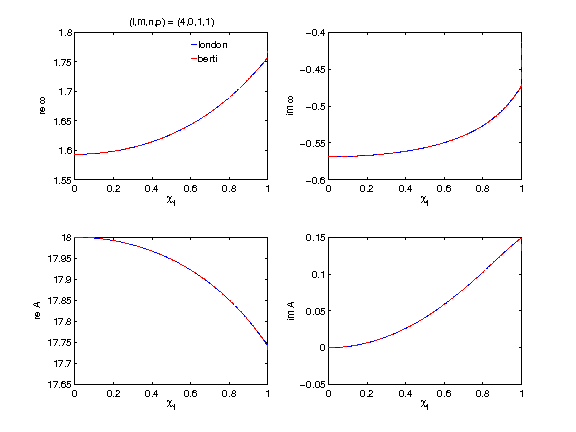 (l,m,n,p) = (4,0,1,1)
1.8
1.75
1.7
1.65
1.6
1.55
re ω
london
berti
0 0.2 0.4 0.6 0.8 1
χf
−0.4
−0.45
−0.5
−0.55
−0.6
im ω
0 0.2 0.4 0.6 0.8 1
χf
18
17.95
17.9
17.85
17.8
17.75
17.7
17.65
re A
0 0.2 0.4 0.6 0.8 1
χf
0.15
0.1
0.05
0
−0.05
im A
0 0.2 0.4 0.6 0.8 1
χf